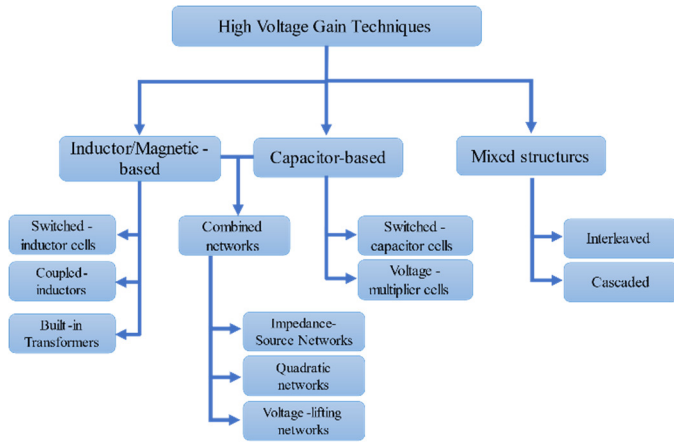 High Voltage Gain Techniques
Inductor/Magnetic -
based
Capacitor-based
Mixed structures
Switched -
inductor cells
Coupled-
inductors
Built-in
Transformers
Combined
networks
Impedance-
Source Networks
Quadratic
networks
Voltage -lifting
networks
Switched -
capacitor cells
Voltage -
multiplier cells
Interleaved
Cascaded